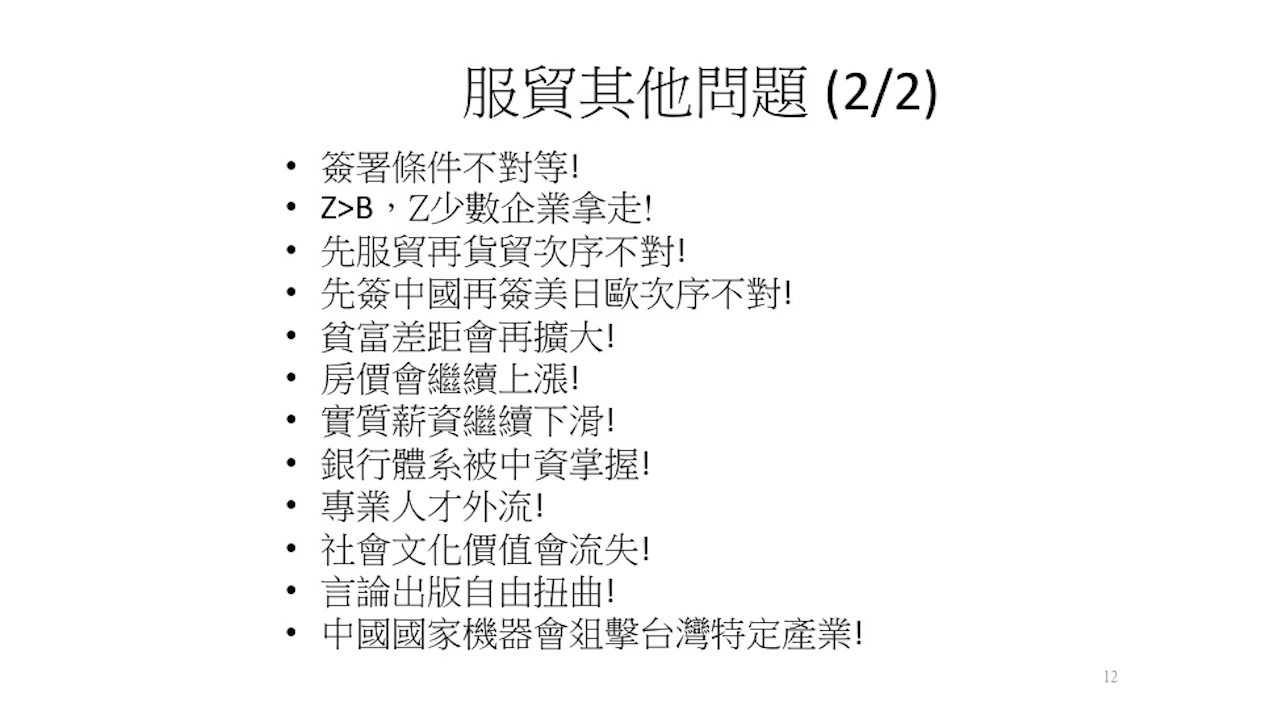 服貿其他問題 (2/2)
• 簽署條件不對等!
• Z>B，Z少數企業拿走!
• 先服貿再貨貿次序不對!
• 先簽中國再簽美日歐次序不對!
• 貧富差距會再擴大!
• 房價會繼續上漲!
• 實質薪資繼續下滑!
• 銀行體系被中資掌握!
• 專業人才外流!
• 社會文化價值會流失!
• 言論出版自由扭曲!
• 中國國家機器會狙擊台灣特定產業!
12